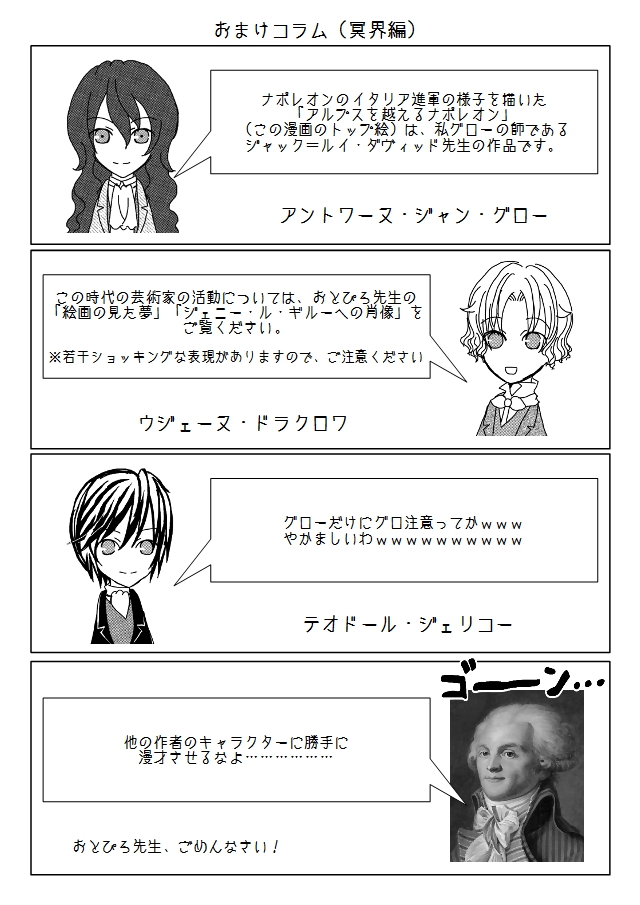 おまけコラム（冥界編）
ナポレオンのイタリア進軍の様子を描いた
「アルプスを越えるナポレオン」
（この漫画のトップ絵）は、私グローの師である
ジャック＝ルイ・ダヴィッド先生の作品です。
アントワーヌ・ジャン・グロー
この時代の芸術家の活動については、おとひろ先生の
「絵画の見た夢」「ジェニー・ル・ギルーへの肖像」を
ご覧ください。
※若干ショッキングな表現がありますので、ご注意ください
ウジェーヌ・ドラクロワ
グローだけにグロ注意ってかｗｗｗ
やかましいわｗｗｗｗｗｗｗｗｗｗ
テオドール・ジェリコー
ゴーン…
他の作者のキャラクターに勝手に
漫才させるなよ……………
おとひろ先生、ごめんなさい！